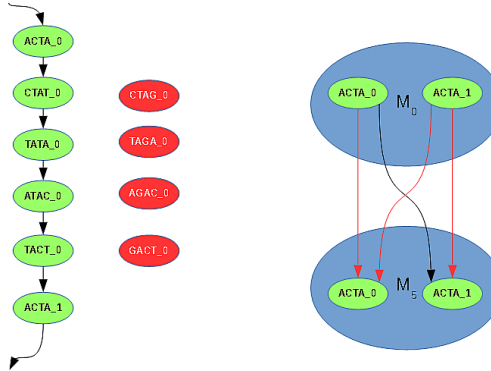 ACTA_0
CTAT_0
TATA_0
ATAC_0
TACT_0
ACTA_1
CTAG_0
TAGA_0
AGAC_0
GACT_0
ACTA_0 M0 ACTA_1
ACTA_0 M5 ACTA_1